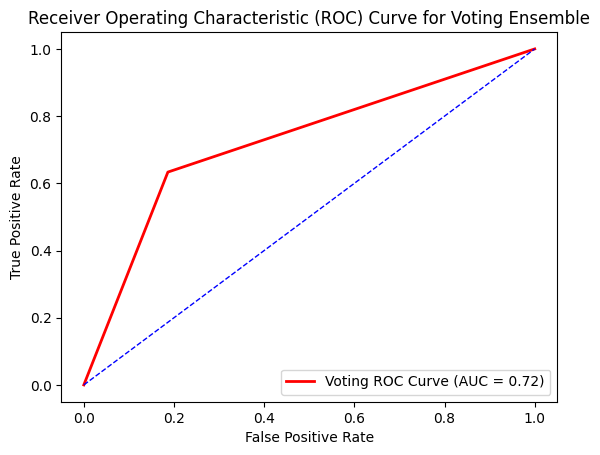 Receiver Operating Characteristic (ROC) Curve for Voting Ensemble
1.0
0.8
0.6
0.4
0.2
0.0
True Positive Rate
Voting ROC Curve (AUC = 0.72)
0.0 0.2 0.4 0.6 0.8 1.0
False Positive Rate